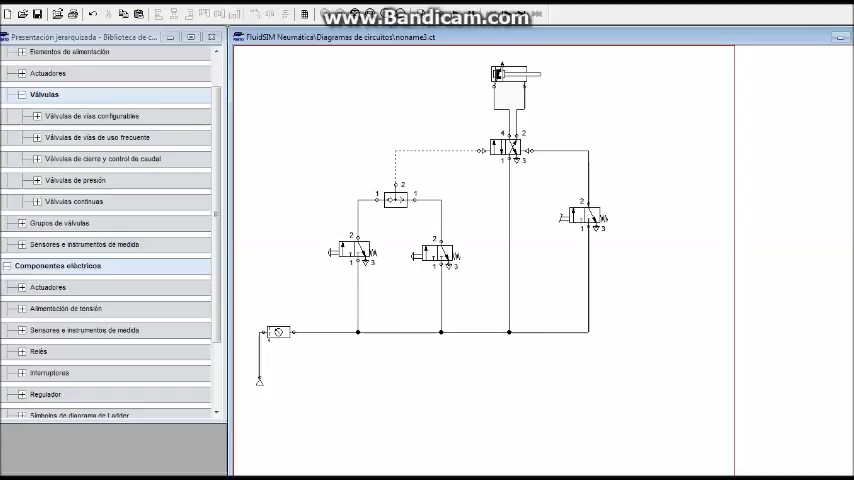 www.Bandicam.com
Presentación jerarquizada - Biblioteca de c...
FluidSIM Neumática\Diagramas de circuitos\noname3.ct
Elementos de alimentación
Actuadores
Válvulas
Válvulas de vías configurables
Válvulas de vías de uso frecuente
Válvulas de cierre y control de caudal
Válvulas de presión
Válvulas continuas
Grupos de válvulas
Sensores e instrumentos de medida
Componentes eléctricos
Actuadores
Alimentación de tensión
Sensores e instrumentos de medida
Relés
Interruptores
Regulador
Símbolos de diagrama de Ladder
4 2
1 3
2
1 1
2
1 3
2
1 3
2
1 3